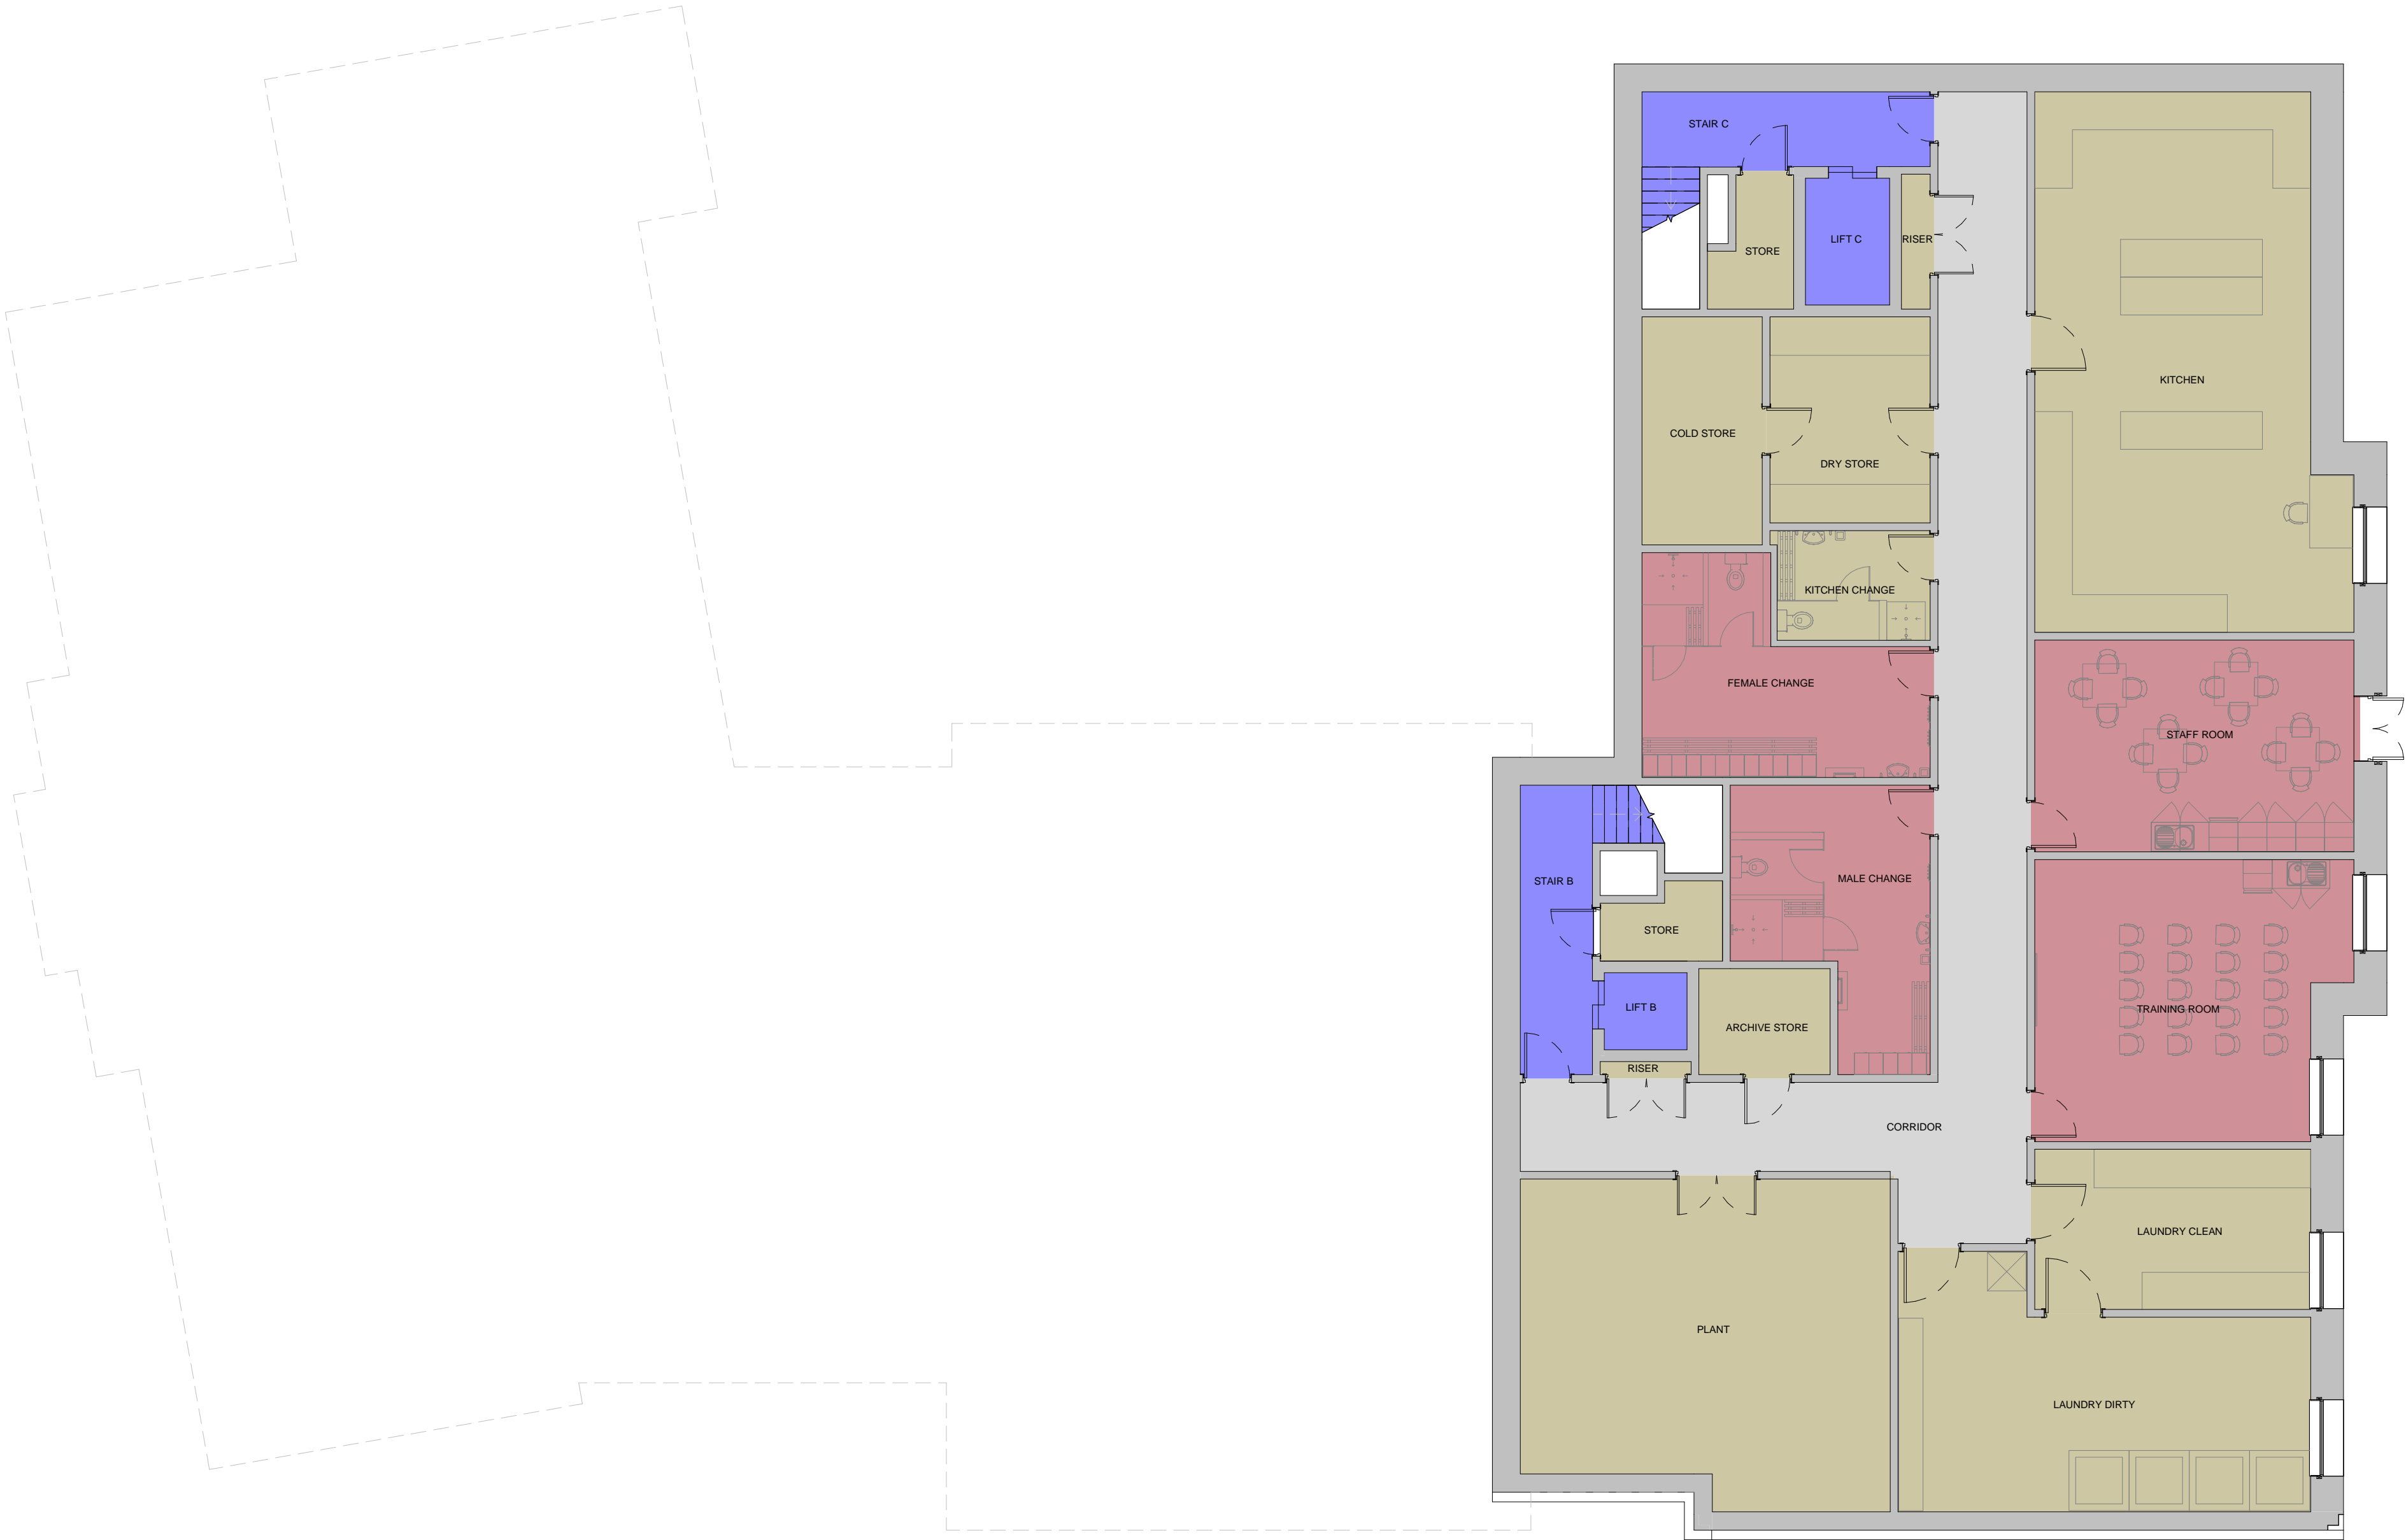 STAIR C
STORE
LIFT C
RISER
KITCHEN
COLD STORE
DRY STORE
KITCHEN CHANGE
FEMALE CHANGE
STAFF ROOM
STAIR B
MALE CHANGE
STORE
LIFT B
ARCHIVE STORE
TRAINING ROOM
RISER
CORRIDOR
LAUNDRY CLEAN
PLANT
LAUNDRY DIRTY